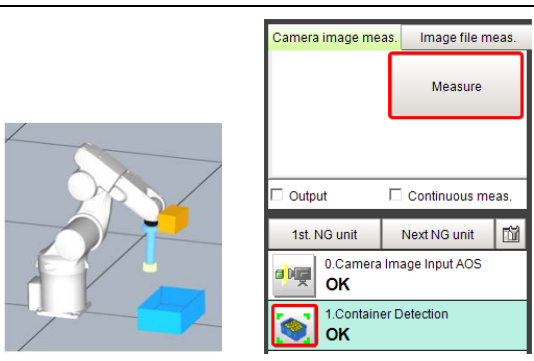 Camera image meas. Image file meas.
Measure
Output Continuous meas.
1st. NG unit Next NG unit
0.Camera Image Input AOS
OK
1.Container Detection
OK